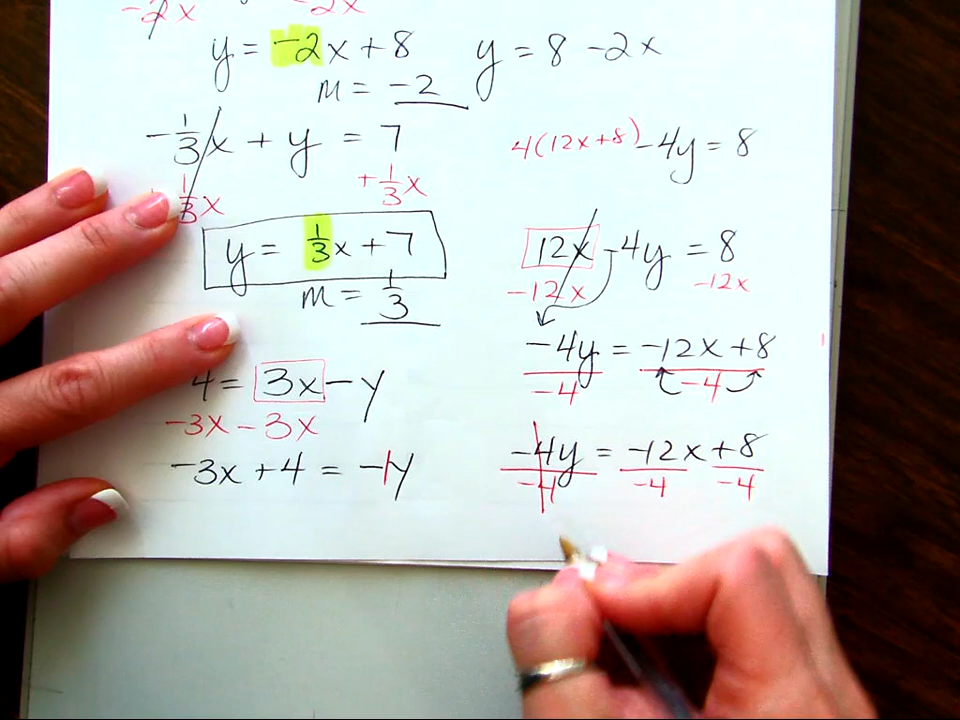 -2x -2x
y = -2x + 8 y = 8 - 2x
m = -2
-1/3x + y = 7
1/3x +1/3x
y = 1/3x + 7
m = 1/3
4 = 3x - y
-3x - 3x
-3x + 4 = -1y
4(12x+8) -4y = 8
12x - 4y = 8
-12x -12x
-4y = -12x + 8
-4 -4
-4y = -12x + 8
-4 -4 -4